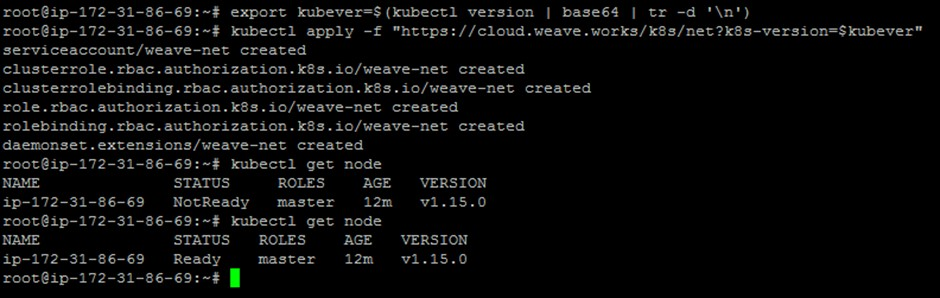 root@ip-172-31-86-69:~# export kubever=$(kubectl version | base64 | tr -d '\n')
root@ip-172-31-86-69:~# kubectl apply -f "https://cloud.weave.works/k8s/net?k8s-version=$kubever"
serviceaccount/weave-net created
clusterrole.rbac.authorization.k8s.io/weave-net created
clusterrolebinding.rbac.authorization.k8s.io/weave-net created
role.rbac.authorization.k8s.io/weave-net created
rolebinding.rbac.authorization.k8s.io/weave-net created
daemonset.extensions/weave-net created
root@ip-172-31-86-69:~# kubectl get node
NAME STATUS ROLES AGE VERSION
ip-172-31-86-69 NotReady master 12m v1.15.0
root@ip-172-31-86-69:~# kubectl get node
NAME STATUS ROLES AGE VERSION
ip-172-31-86-69 Ready master 12m v1.15.0
root@ip-172-31-86-69:~#